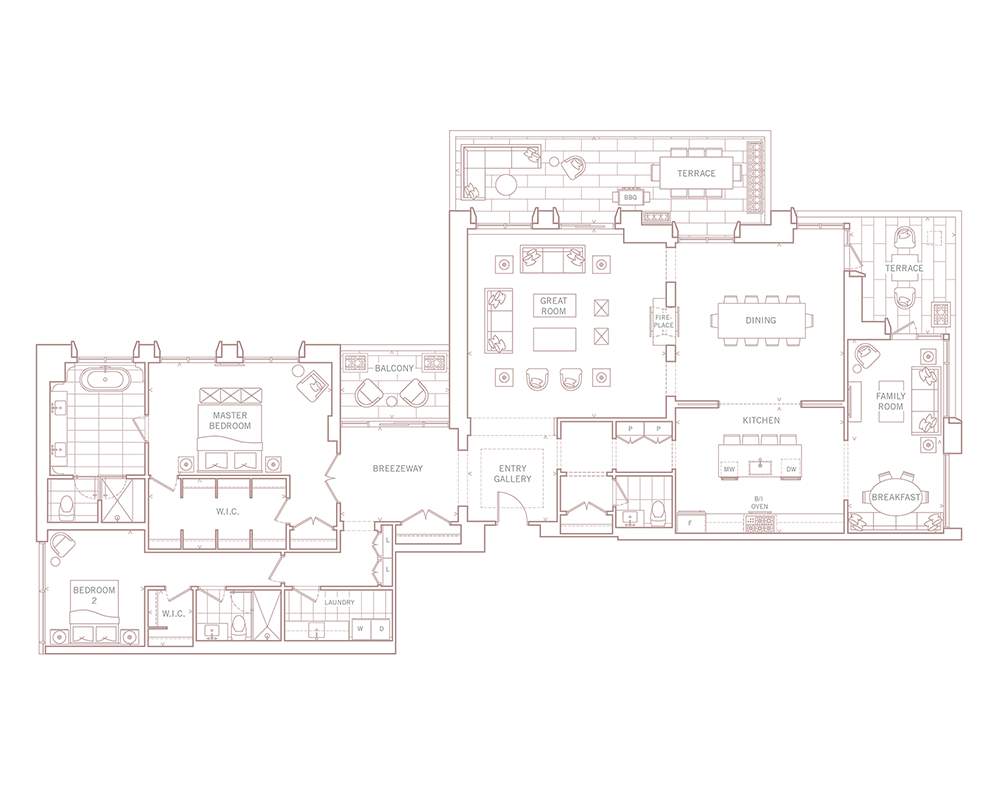 TERRACE
BBQ
TERRACE
GREAT
ROOM
FIRE-
PLACE
DINING
BALCONY
FAMILY
ROOM
MASTER
BEDROOM
KITCHEN
P P
BREEZEWAY
ENTRY
GALLERY
MW DW
BREAKFAST
B/I
OVEN
W.I.C.
F
L
L
BEDROOM
2
W.I.C.
LAUNDRY
W D